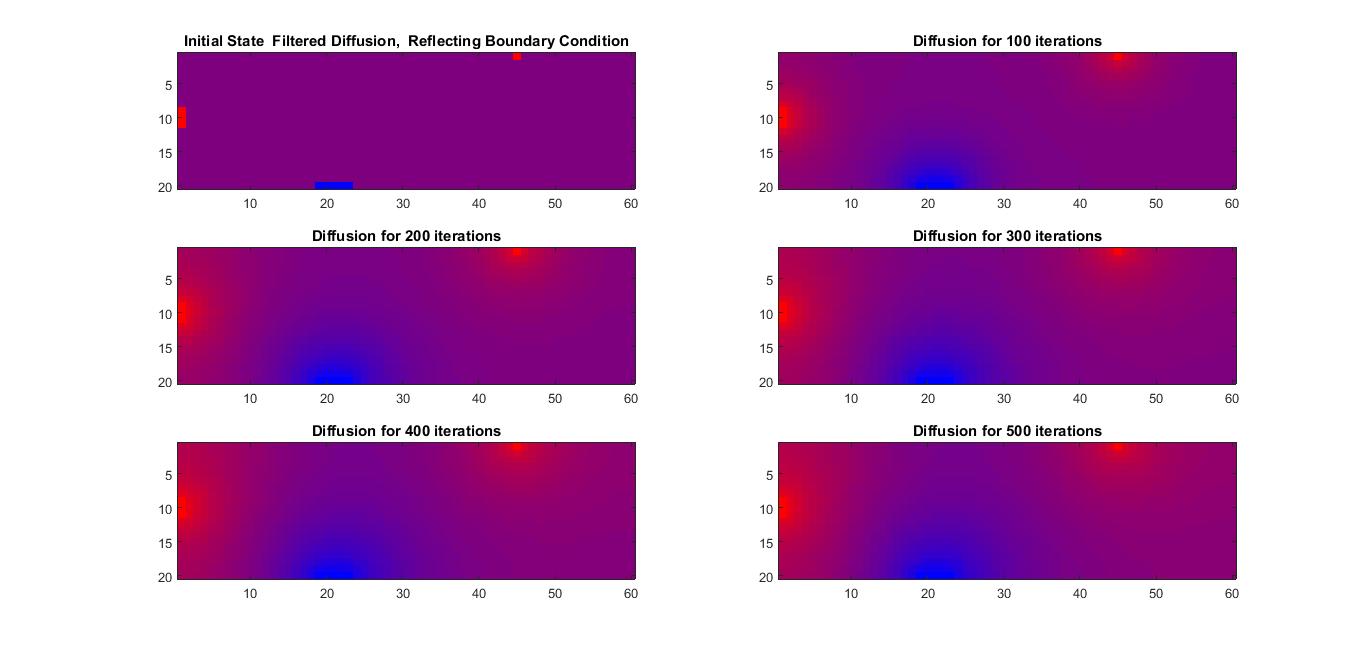 Initial State  Filtered Diffusion,  Reflecting Boundary Condition
5
10
15
20
10 20 30 40 50 60
Diffusion for 100 iterations
5
10
15
20
10 20 30 40 50 60
Diffusion for 200 iterations
5
10
15
20
10 20 30 40 50 60
Diffusion for 300 iterations
5
10
15
20
10 20 30 40 50 60
Diffusion for 400 iterations
5
10
15
20
10 20 30 40 50 60
Diffusion for 500 iterations
5
10
15
20
10 20 30 40 50 60